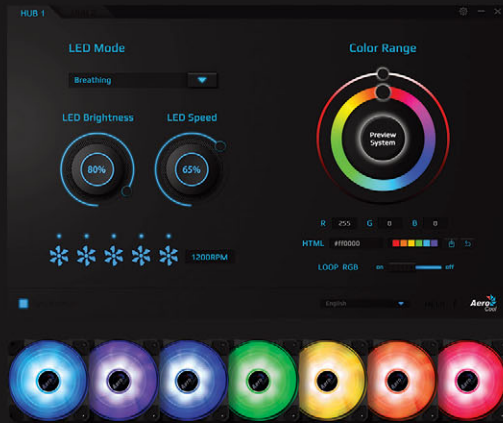 HUB 1
LED Mode
Color Range
Breathing
LED Brightness
LED Speed
80%
65%
Preview
System
R 255 G 0 B 0
HTML #ff0000
LOOP RGB on off
1200RPM
English
Aero
Cool